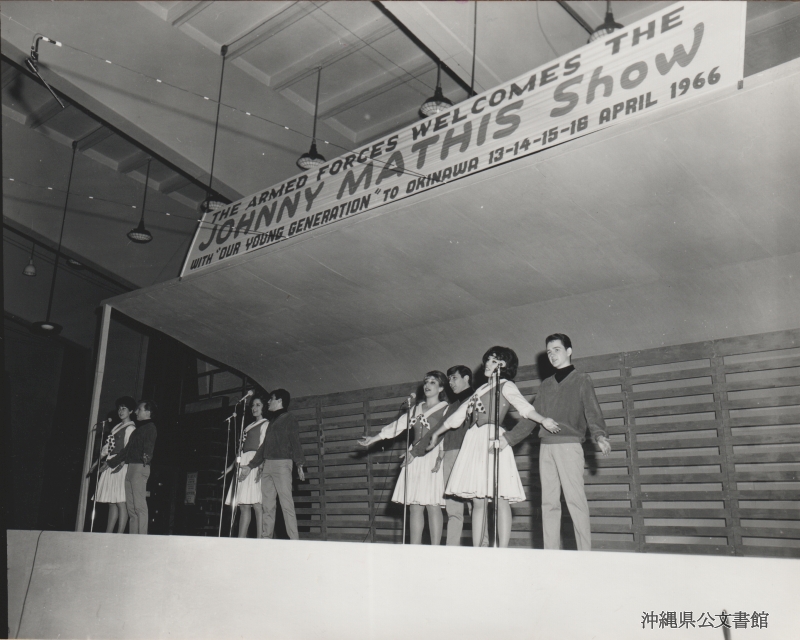 THE ARMED FORCES WELCOMES THE
JOHNNY MATHIS Show
WITH "OUR YOUNG GENERATION" TO OKINAWA 13-14-15-18 APRIL 1966
沖縄県公文書館